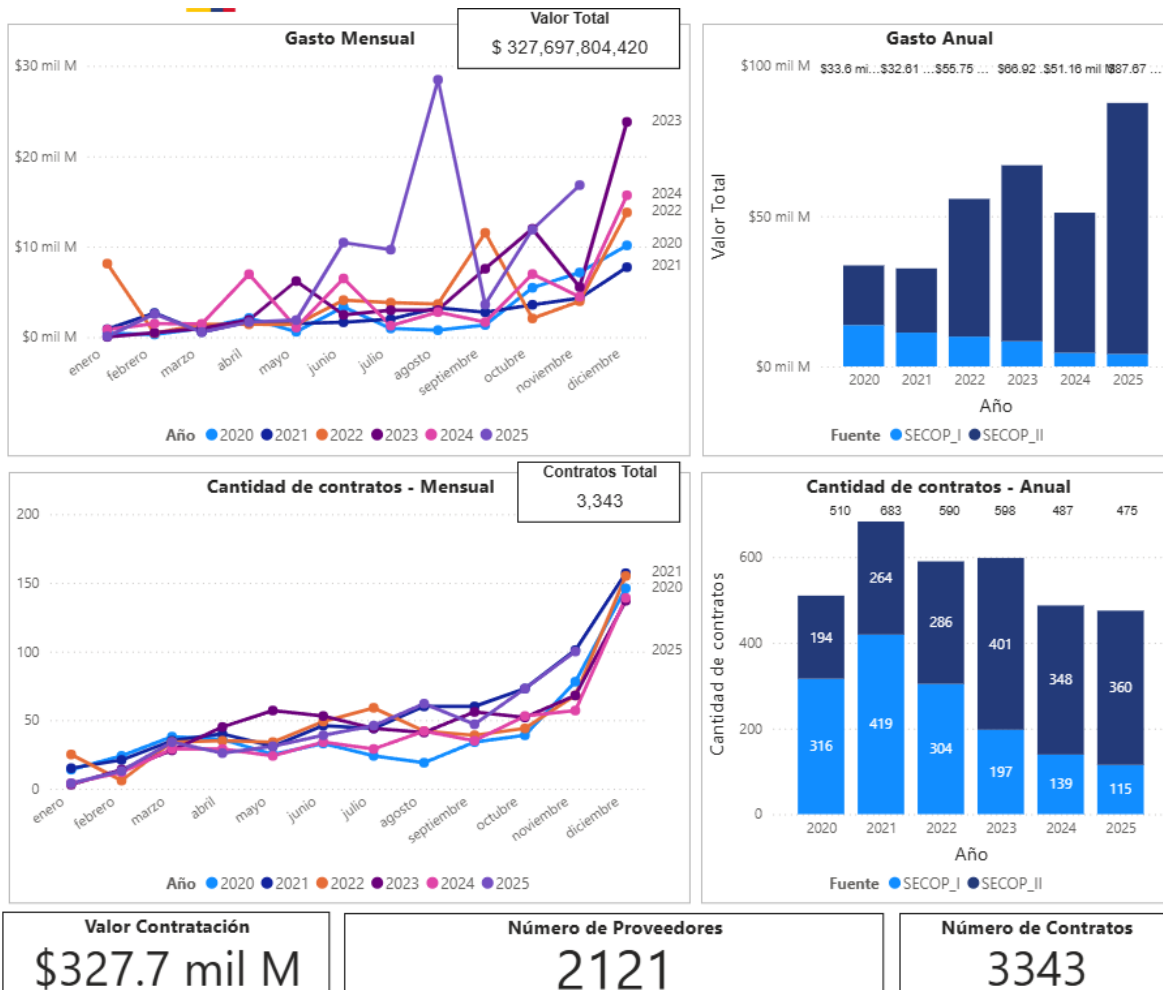 Valor Total
$ 327,697,804,420
Gasto Mensual
$30 mil M
$20 mil M
$10 mil M
$0 mil M
2023
2024
2022
2020
2021
enero
febrero
marzo
abril
mayo
junio
julio
agosto
septiembre
octubre
noviembre
diciembre
Año 2020 2021 2022 2023 2024 2025
Gasto Anual
$100 mil M
$50 mil M
$0 mil M
$33.6 mi... $32.61 ... $55.75 ... $66.92 ... $51.16 mil M $87.67 ...
Valor Total
2020 2021 2022 2023 2024 2025
Año
Fuente SECOP_I SECOP_II
Contratos Total
3,343
Cantidad de contratos - Mensual
200
150
100
50
0
2021
2020
2025
enero
febrero
marzo
abril
mayo
junio
julio
agosto
septiembre
octubre
noviembre
diciembre
Año 2020 2021 2022 2023 2024 2025
Cantidad de contratos - Anual
510 683 590 598 487 475
600
400
200
0
Cantidad de contratos
194 264 286 401 348 360
316 419 304 197 139 115
2020 2021 2022 2023 2024 2025
Año
Fuente SECOP_I SECOP_II
Valor Contratación
$327.7 mil M
Número de Proveedores
2121
Número de Contratos
3343